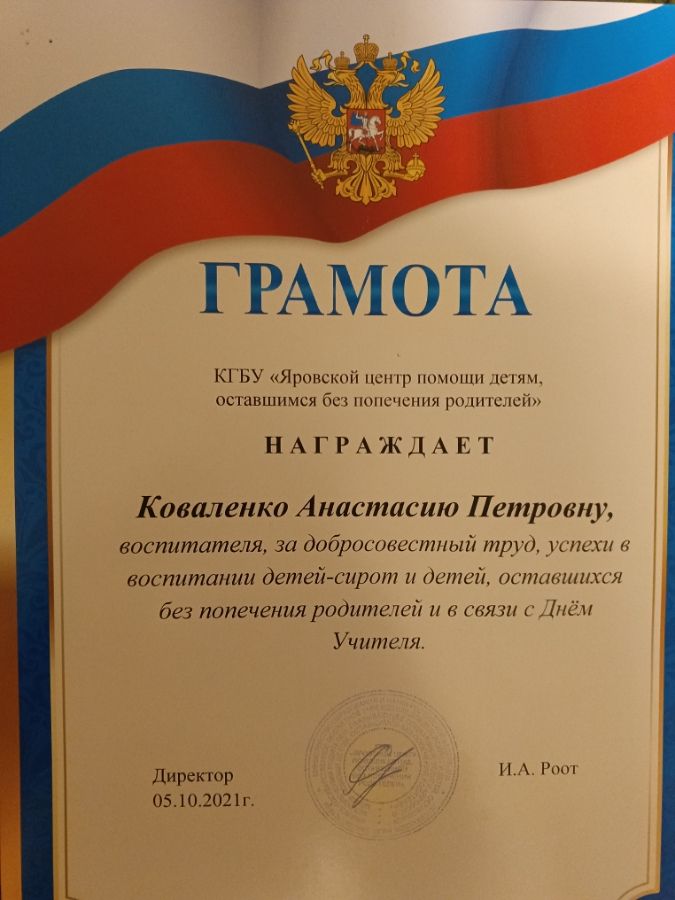 ГРАМОТА
КГБУ «Яровской центр помощи детям,
оставшимся без попечения родителей»
НАГРАЖДАЕТ
Коваленко Анастасию Петровну,
воспитателя, за добросовестный труд, успехи в
воспитании детей-сирот и детей, оставшихся
без попечения родителей и в связи с Днём
Учителя.
Директор
И.А. Роот
05.10.2021г.